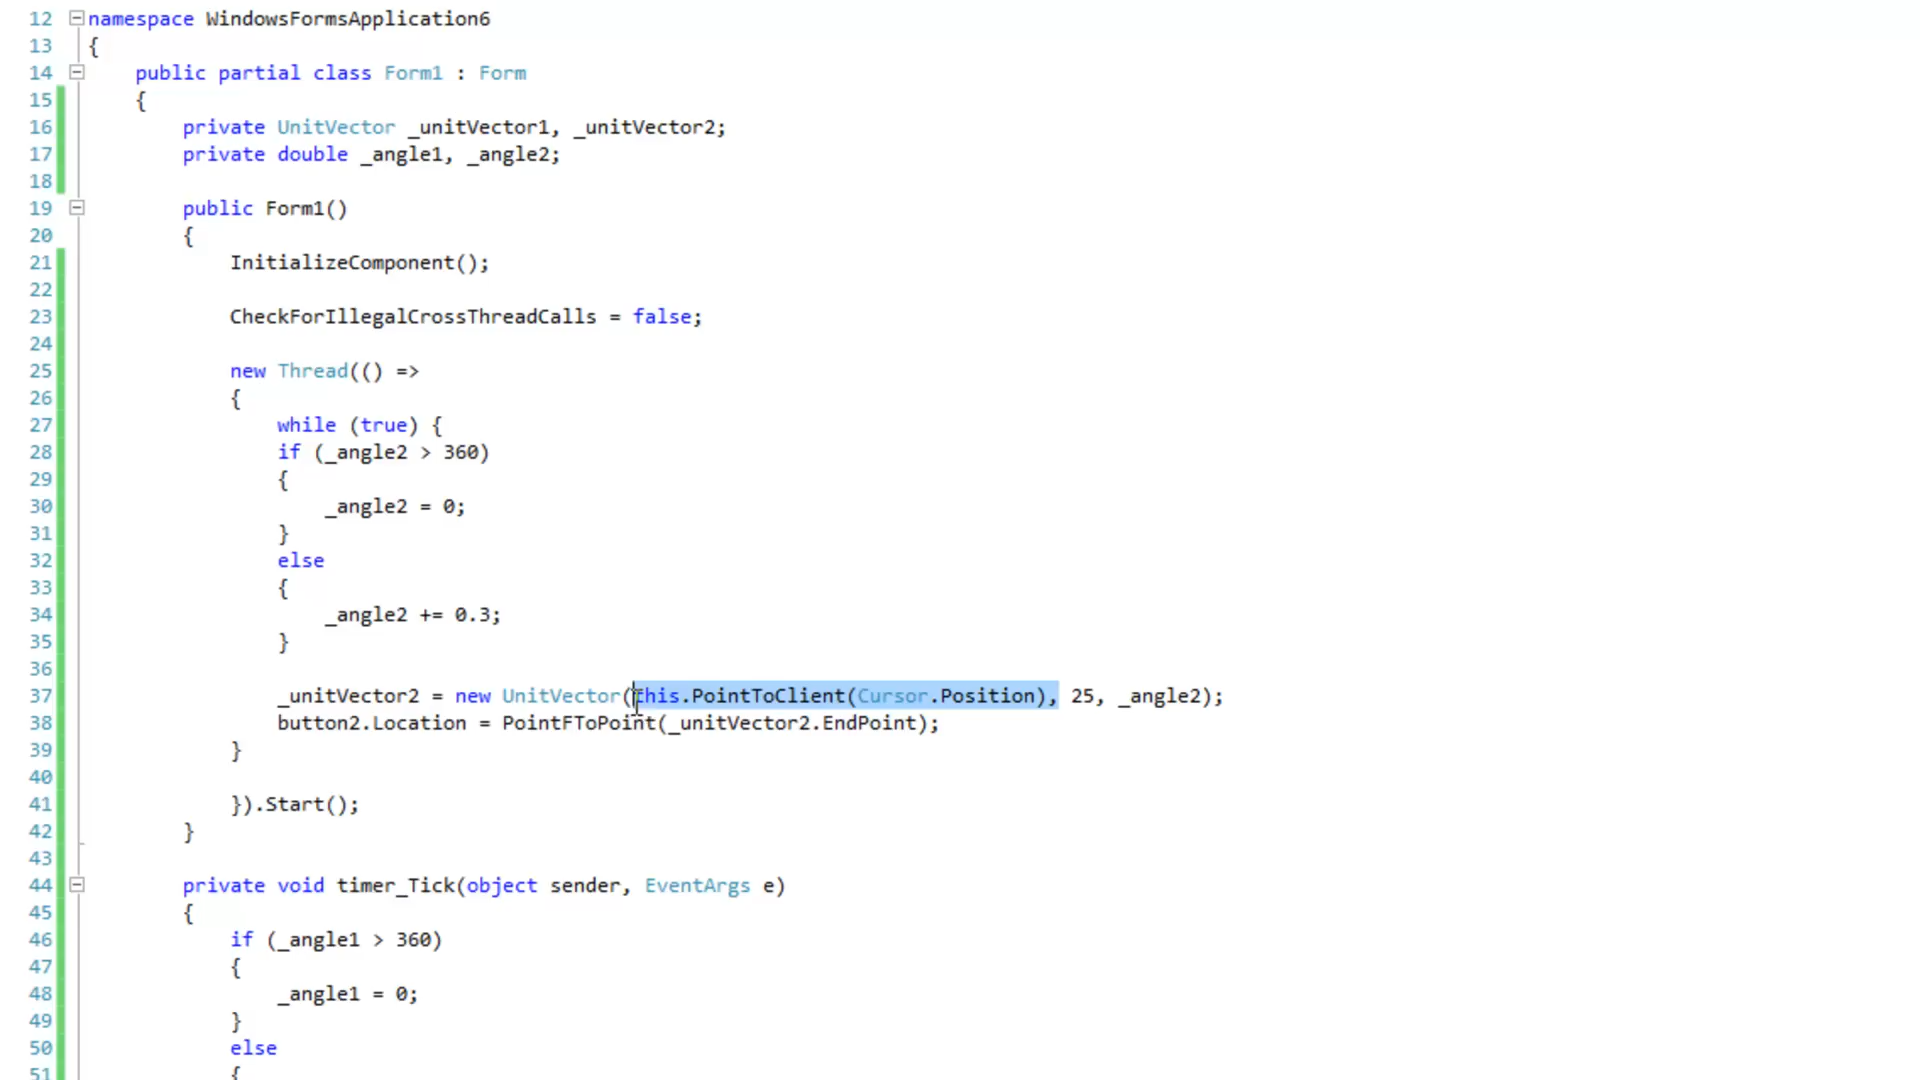 12 namespace WindowsFormsApplication6
13 {
14 public partial class Form1 : Form
15 {
16 private UnitVector _unitVector1, _unitVector2;
17 private double _angle1, _angle2;
18
19 public Form1()
20 {
21 InitializeComponent();
22
23 CheckForIllegalCrossThreadCalls = false;
24
25 new Thread(() =>
26 {
27 while (true) {
28 if (_angle2 > 360)
29 {
30 _angle2 = 0;
31 }
32 else
33 {
34 _angle2 += 0.3;
35 }
36
37 _unitVector2 = new UnitVector(this.PointToClient(Cursor.Position), 25, _angle2);
38 button2.Location = PointFToPoint(_unitVector2.EndPoint);
39 }
40
41 }).Start();
42 }
43
44 private void timer_Tick(object sender, EventArgs e)
45 {
46 if (_angle1 > 360)
47 {
48 _angle1 = 0;
49 }
50 else
51 {